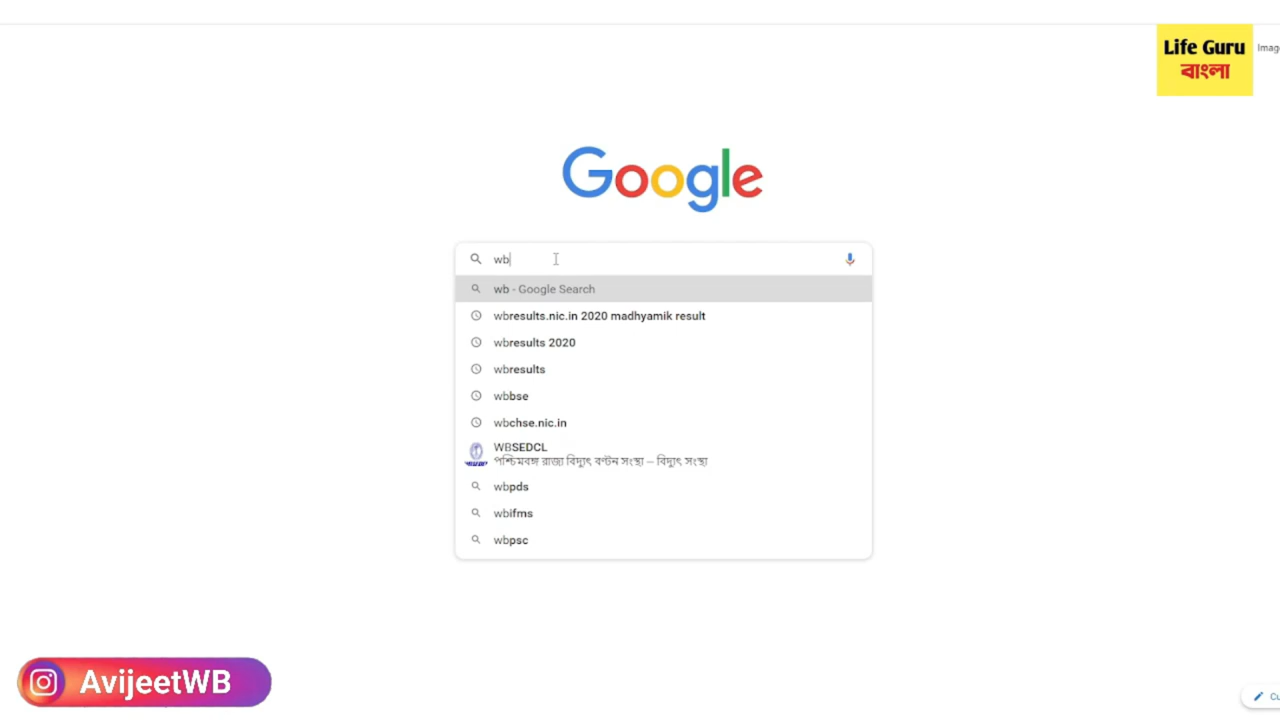 Life Guru
বাংলা
Google
wb
wb - Google Search
wbresults.nic.in 2020 madhyamik result
wbresults 2020
wbresults
wbbse
wbchse.nic.in
WBSEDCL
পশ্চিমবঙ্গ রাজ্য বিদ্যুৎ বণ্টন সংস্থা — বিদ্যুৎ সংস্থা
wbpds
wbifms
wbpsc
AvijeetWB